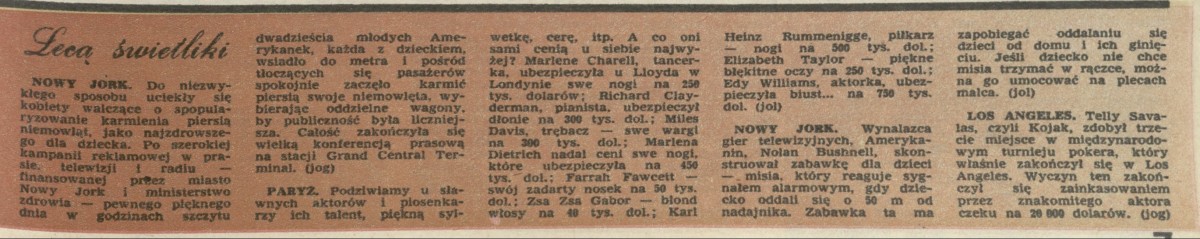 Lecą świetliki
NOWY JORK. Do niezwy-
kłego sposobu uciekły się
kobiety walczące o spopula-
ryzowanie karmienia piersią
niemowląt, jako najzdrowsze-
go dla dziecka. Po szerokiej
kampanii reklamowej w pra-
sie, telewizji i radiu —
finansowanej przez miasto
Nowy Jork i ministerstwo
zdrowia — pewnego pięknego
dnia w godzinach szczytu
dwadzieścia młodych Ame-
rykanek, każda z dzieckiem,
wsiadło do metra i pośród
tłoczących się pasażerów
spokojnie zaczęło karmić
piersią swoje niemowlęta, wy-
bierając oddzielne wagony,
by publiczność była liczniej-
sza. Całość zakończyła się
wielką konferencją prasową
na stacji Grand Central Ter-
minal. (jog)
PARYŻ. Podziwiamy u sła-
wnych aktorów i piosenka-
rzy ich talent, piękną syl-
wetkę, cerę, itp. A co oni
sami cenią u siebie najwy-
żej? Marlene Charell, tancer-
ka, ubezpieczyła u Lloyda w
Londynie swe nogi na 250
tys. dolarów; Richard Clay-
derman, pianista, ubezpieczył
dłonie na 300 tys. dol.; Miles
Davis, trębacz — swe wargi
na 300 tys. dol.; Marlena
Dietrich nadal ceni swe nogi,
które ubezpieczyła na 450
tys. dol.; Farrah Fawcett —
swój zadarty nosek na 50 tys.
dol.; Zsa Zsa Gabor — blond
włosy na 40 tys. dol.; Karl
Heinz Rummenigge, piłkarz
— nogi na 500 tyś. dol.;
Elizabeth Taylor — piękne
błękitne oczy na 250 tys. dol.;
Edy Williams, aktorka, ubez-
pieczyła biust... na 750 tys.
dol. (jol)
NOWY JORK. Wynalazca
gier telewizyjnych, Ameryka-
nin, Nolan Bushnell, skon-
struował zabawkę dla dzieci
— misia, który reaguje syg-
nałem alarmowym, gdy dzie-
cko oddali się o 50 m od
nadajnika. Zabawka ta ma
zapobiegać oddalaniu się
dzieci od domu i ich ginię-
ciu. Jeśli dziecko nie chce
misia trzymać w rączce, moż-
na go umocować na plecach
malca. (jol)
LOS ANGELES. Telly Sava-
las, czyli Kojak, zdobył trze-
cie miejsce w międzynarodo-
wym turnieju pokera, który
właśnie zakończył się w Los
Angeles. Wyczyn ten zakoń-
czył się zainkasowaniem
przez znakomitego aktora
czeku na 20 000 dolarów. (jog)